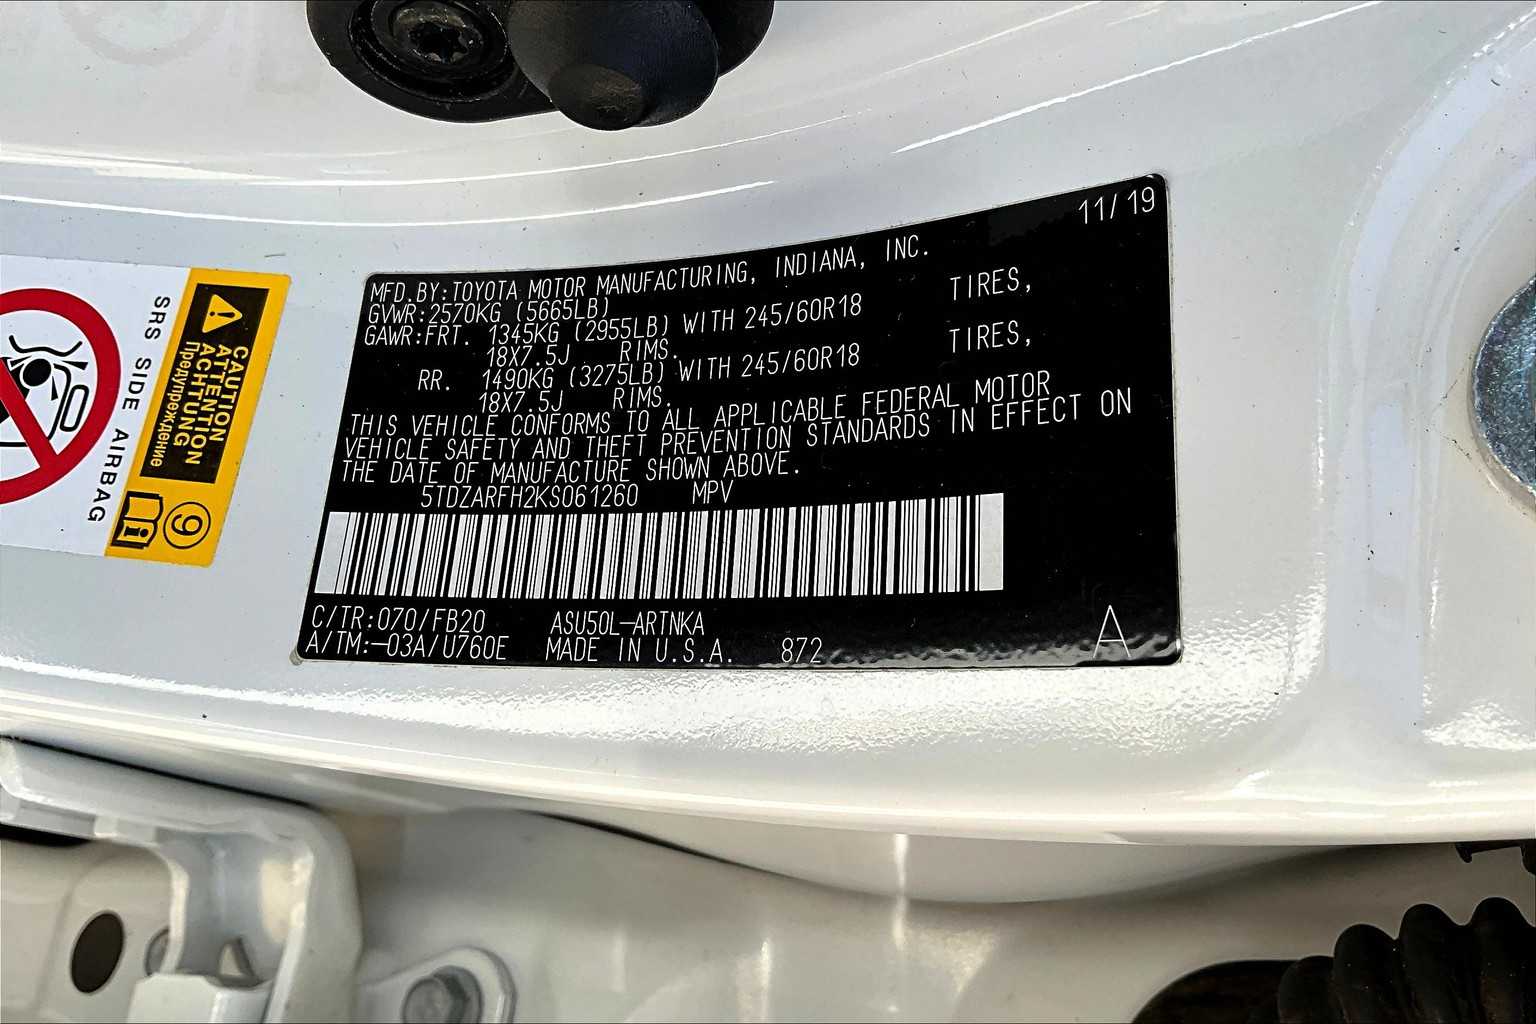 11/19
MFD. BY: TOYOTA MOTOR MANUFACTURING, INDIANA, INC.
GVWR: 2570KG (5665LB)
GAWR: FRT. 1345KG (2955LB) WITH 245/60R18 TIRES,
18X7.5J RIMS.
RR. 1490KG (3275LB) WITH 245/60R18 TIRES,
18X7.5J RIMS.
THIS VEHICLE CONFORMS TO ALL APPLICABLE FEDERAL MOTOR
VEHICLE SAFETY AND THEFT PREVENTION STANDARDS IN EFFECT ON
THE DATE OF MANUFACTURE SHOWN ABOVE.
5TDZARFH2KS061260 MPV
C/TR: 070/FB20 ASU50L-ARTNKA
A/TM:-03A/U760E MADE IN U.S.A. 872 A
SRS SIDE AIRBAG
CAUTION
ATTENTION
ACHTUNG
Предупреждение
9